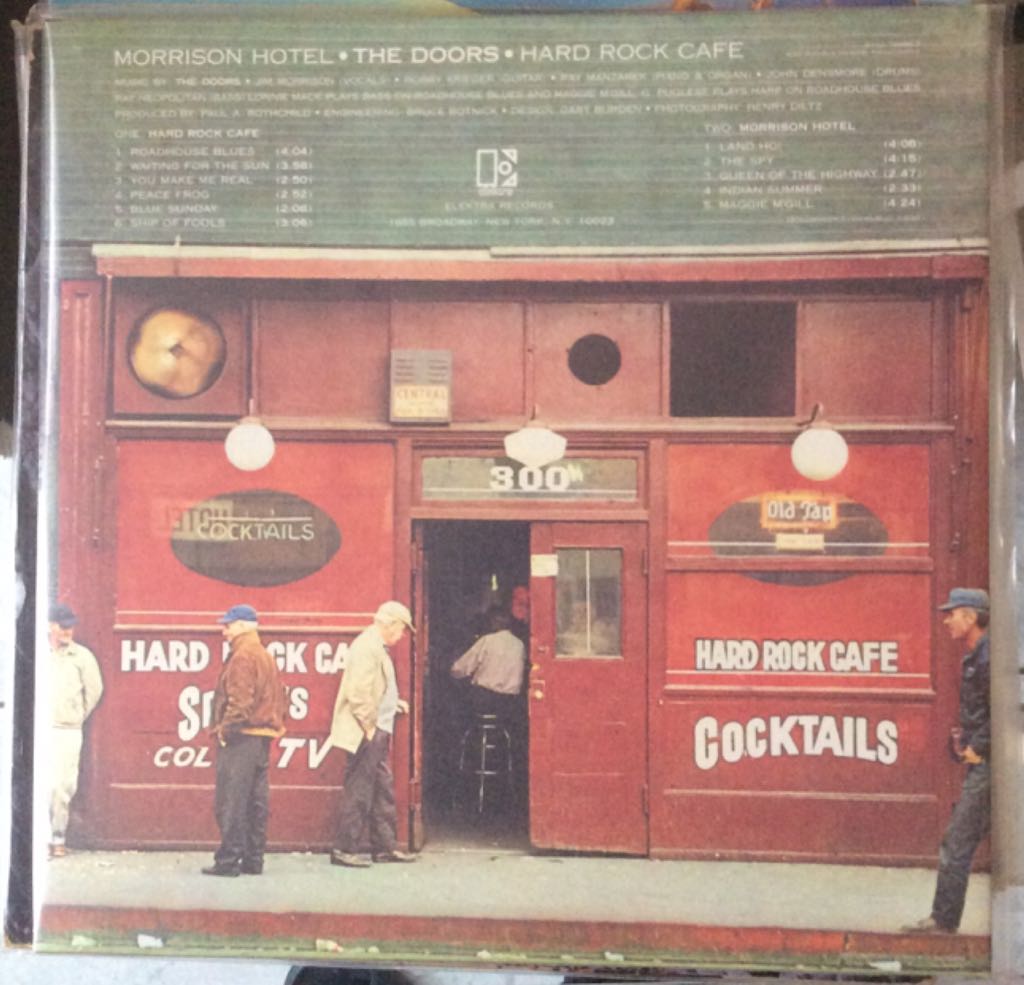 MORRISON HOTEL • THE DOORS • HARD ROCK CAFE
MUSIC BY THE DOORS • JIM MORRISON (VOCALS) • ROBBY KRIEGER (GUITAR) • RAY MANZAREK (PIANO & ORGAN) • JOHN DENSMORE (DRUMS)
RAY NEOPOLITAN (BASS) LONNIE MACK PLAYS BASS ON ROADHOUSE BLUES AND MAGGIE M'GILL. G. PUGLESE PLAYS HARP ON ROADHOUSE BLUES
PRODUCED BY PAUL A. ROTHCHILD • ENGINEERING: BRUCE BOTNICK • DESIGN: GARY BURDEN • PHOTOGRAPHY: HENRY DILTZ
ONE: HARD ROCK CAFE
1. ROADHOUSE BLUES (4:04)
2. WAITING FOR THE SUN (3:58)
3. YOU MAKE ME REAL (2:50)
4. PEACE FROG (2:52)
5. BLUE SUNDAY (2:08)
6. SHIP OF FOOLS (3:06)
TWO: MORRISON HOTEL
1. LAND HO! (4:08)
2. THE SPY (4:15)
3. QUEEN OF THE HIGHWAY (2:47)
4. INDIAN SUMMER (2:33)
5. MAGGIE M'GILL (4:24)
ELEKTRA RECORDS
1855 BROADWAY NEW YORK, N.Y. 10023
CENTRAL
300
HOTEL
COCKTAILS
Old Tap
HARD CK CA
S 'S
COL TV
HARD ROCK CAFE
COCKTAILS